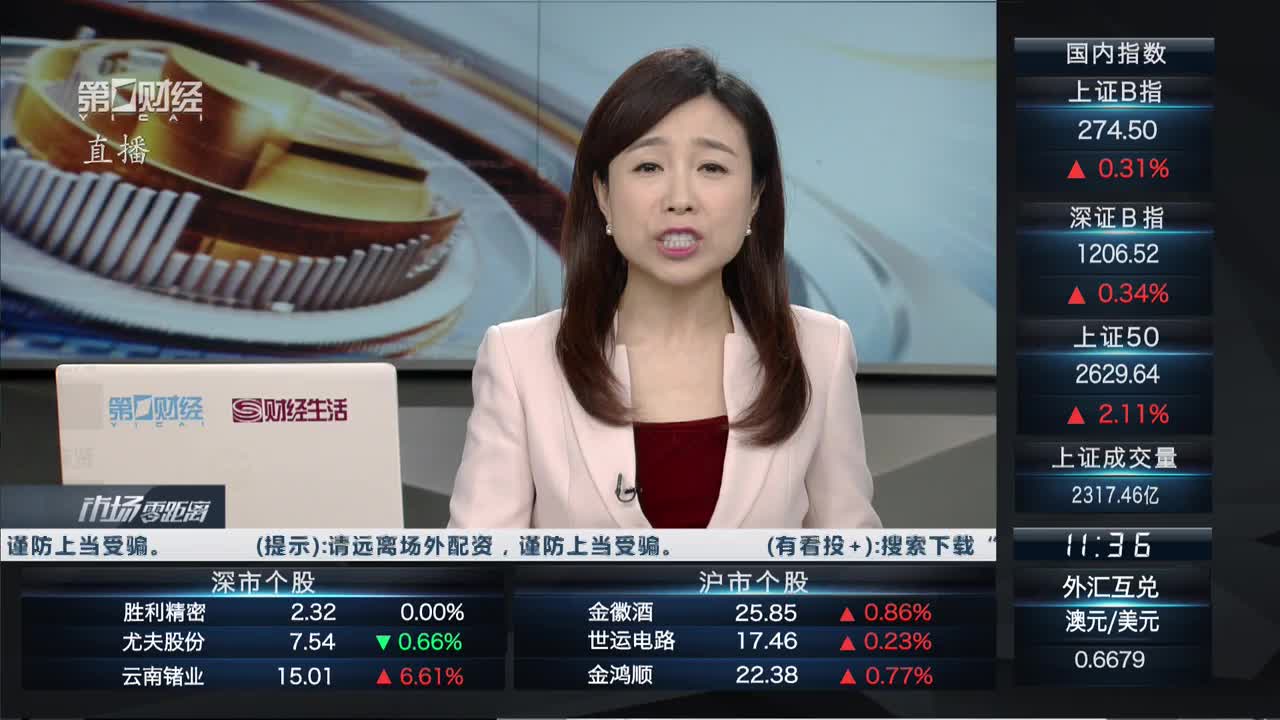 第一财经
YICAI
直播
第一财经
YICAI
财经生活
市场零距离
谨防上当受骗。 (提示):请远离场外配资，谨防上当受骗。 (有看投+):搜索下载 “
深市个股
胜利精密 2.32 0.00%
尤夫股份 7.54 ▼0.66%
云南锗业 15.01 ▲6.61%
沪市个股
金徽酒 25.85 ▲0.86%
世运电路 17.46 ▲0.23%
金鸿顺 22.38 ▲0.77%
国内指数
上证B指
274.50
▲ 0.31%
深证B指
1206.52
▲ 0.34%
上证50
2629.64
▲ 2.11%
上证成交量
2317.46亿
11:36
外汇互兑
澳元/美元
0.6679